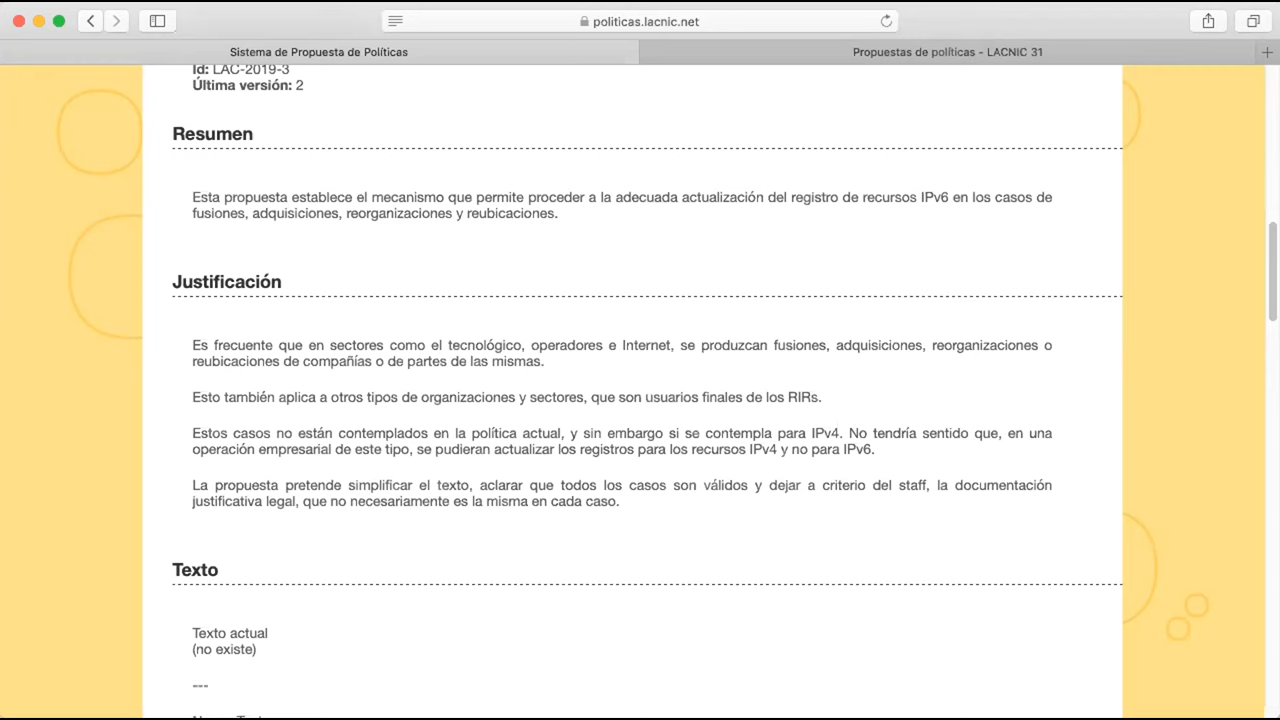 politicas.lacnic.net
Sistema de Propuesta de Políticas
Propuestas de políticas - LACNIC 31
Id: LAC-2019-3
Última versión: 2
Resumen
Esta propuesta establece el mecanismo que permite proceder a la adecuada actualización del registro de recursos IPv6 en los casos de
fusiones, adquisiciones, reorganizaciones y reubicaciones.
Justificación
Es frecuente que en sectores como el tecnológico, operadores e Internet, se produzcan fusiones, adquisiciones, reorganizaciones o
reubicaciones de compañías o de partes de las mismas.
Esto también aplica a otros tipos de organizaciones y sectores, que son usuarios finales de los RIRs.
Estos casos no están contemplados en la política actual, y sin embargo si se contempla para IPv4. No tendría sentido que, en una
operación empresarial de este tipo, se pudieran actualizar los registros para los recursos IPv4 y no para IPv6.
La propuesta pretende simplificar el texto, aclarar que todos los casos son válidos y dejar a criterio del staff, la documentación
justificativa legal, que no necesariamente es la misma en cada caso.
Texto
Texto actual
(no existe)
---